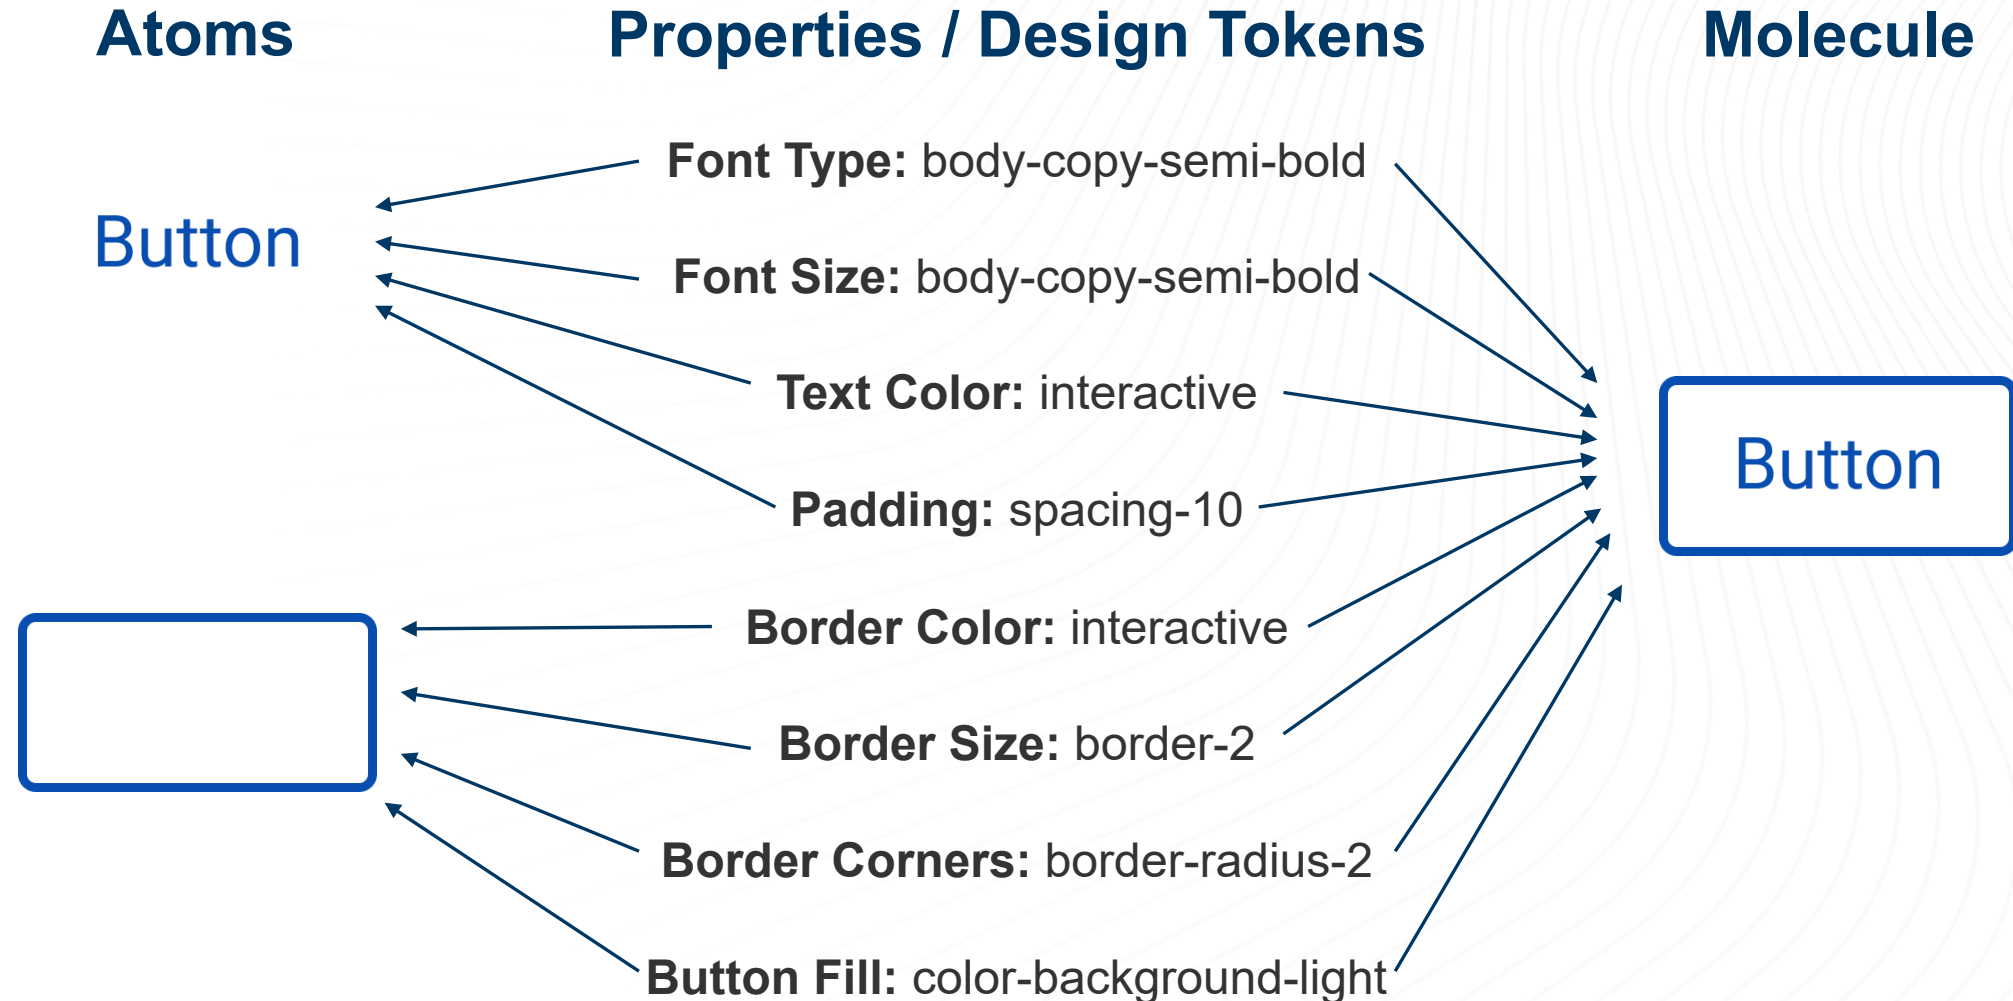 Atoms
Properties / Design Tokens
Molecule
Font Type: body-copy-semi-bold
Button
Font Size: body-copy-semi-bold
Text Color: interactive
Button
Padding: spacing-10
Border Color: interactive
Border Size: border-2
Border Corners: border-radius-2
Button Fill: color-background-light